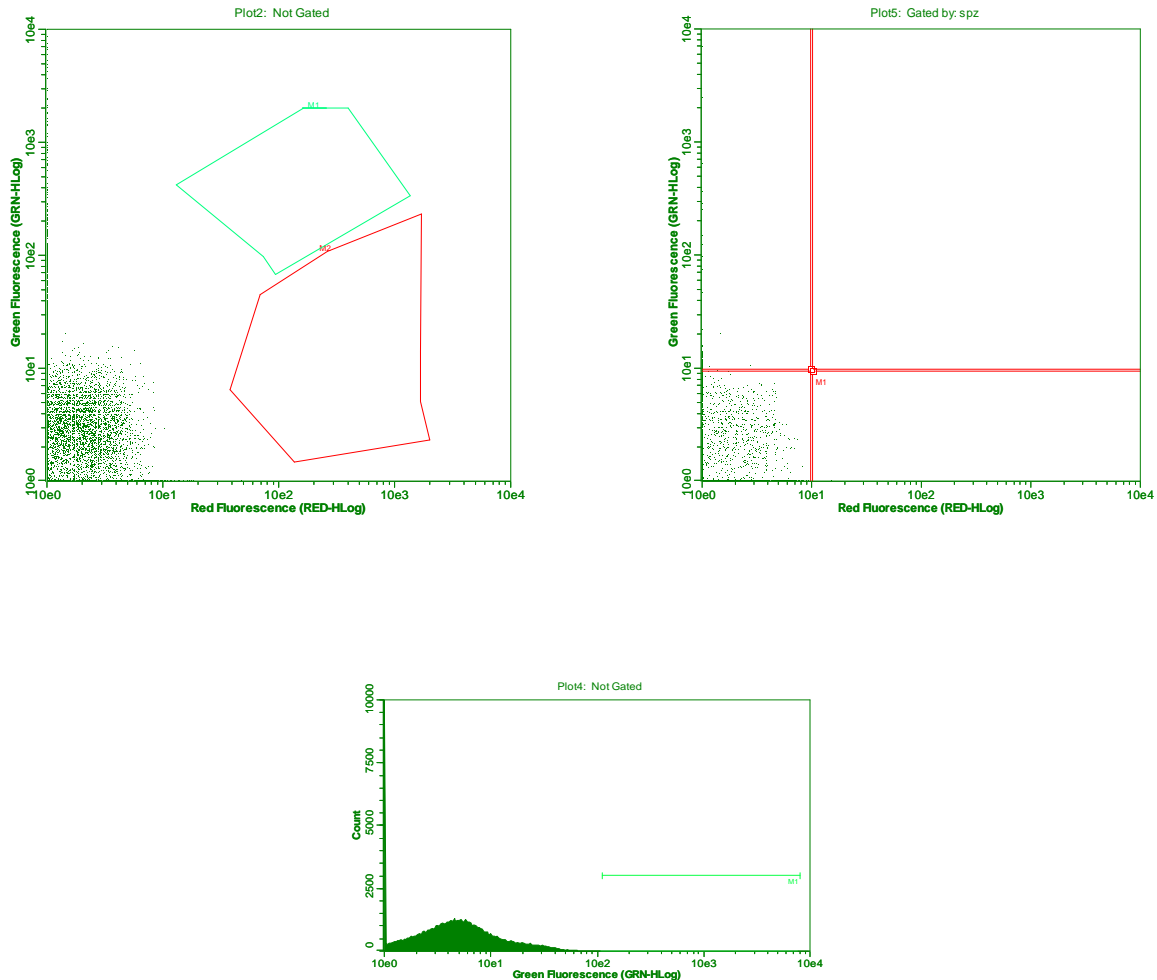 Plot2: Not Gated
10e4
10e3
10e2
10e1
10e0
Green Fluorescence (GRN-HLog)
M1
M2
10e0 10e1 10e2 10e3 10e4
Red Fluorescence (RED-HLog)
Plot5: Gated by: spz
10e4
10e3
10e2
10e1
10e0
Green Fluorescence (GRN-HLog)
M1
10e0 10e1 10e2 10e3 10e4
Red Fluorescence (RED-HLog)
Plot4: Not Gated
10000
7500
5000
2500
0
Count
M1
10e0 10e1 10e2 10e3 10e4
Green Fluorescence (GRN-HLog)